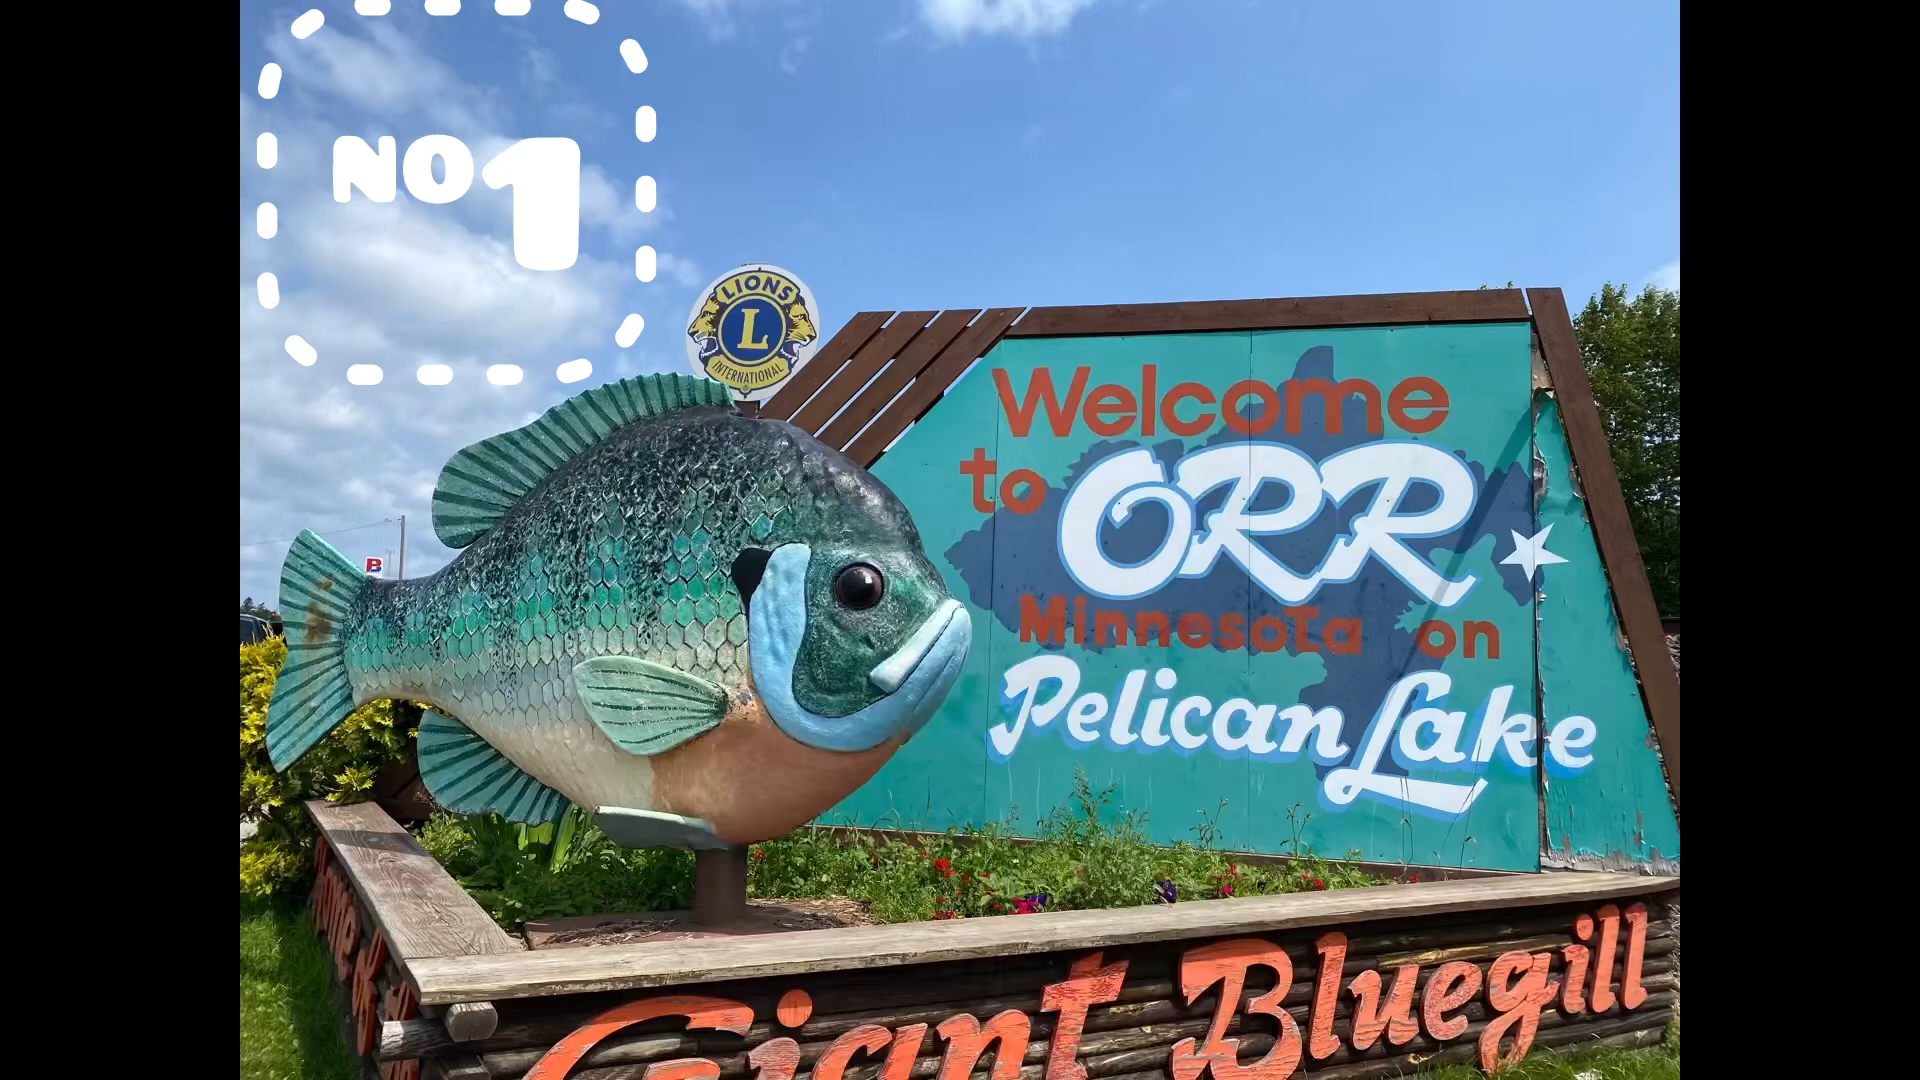 NO 1
LIONS
L
INTERNATIONAL
B
Welcome
to ORR
Minnesota on
Pelican Lake
Giant Bluegill